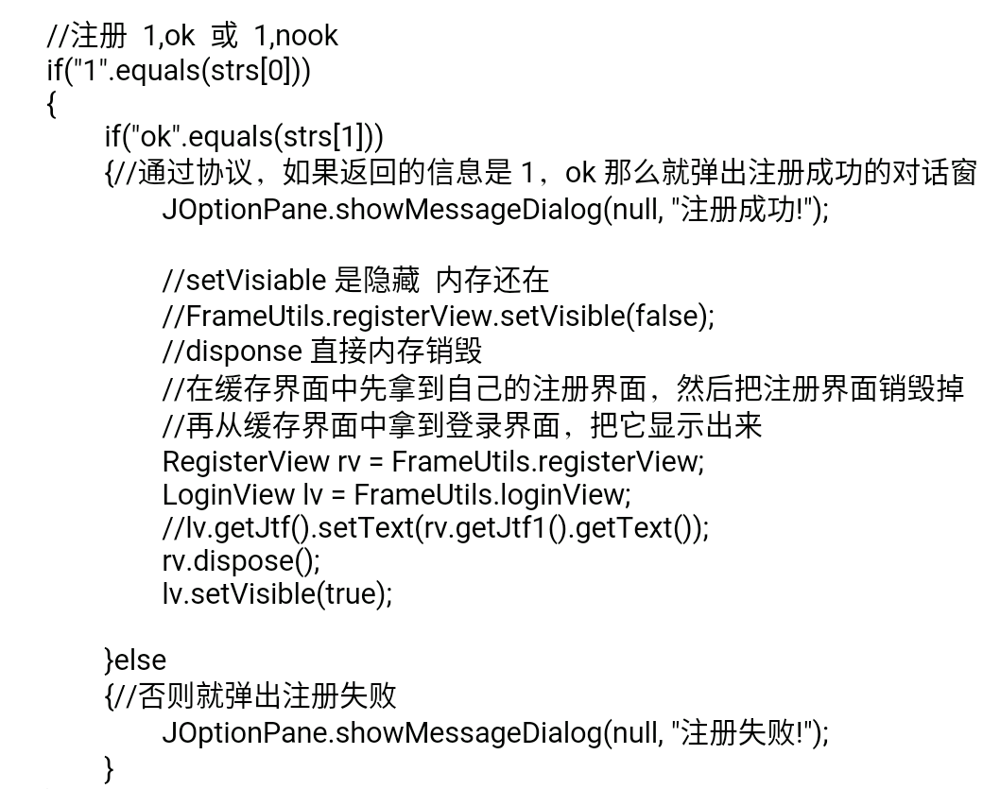 //注册  1,ok  或  1,nook
if("1".equals(strs[0]))
{
if("ok".equals(strs[1]))
{//通过协议，如果返回的信息是 1，ok 那么就弹出注册成功的对话窗
JOptionPane.showMessageDialog(null, "注册成功!");
//setVisiable 是隐藏  内存还在
//FrameUtils.registerView.setVisible(false);
//disponse 直接内存销毁
//在缓存界面中先拿到自己的注册界面，然后把注册界面销毁掉
//再从缓存界面中拿到登录界面，把它显示出来
RegisterView rv = FrameUtils.registerView;
LoginView lv = FrameUtils.loginView;
//lv.getJtf().setText(rv.getJtf1().getText());
rv.dispose();
lv.setVisible(true);
}else
{//否则就弹出注册失败
JOptionPane.showMessageDialog(null, "注册失败!");
}